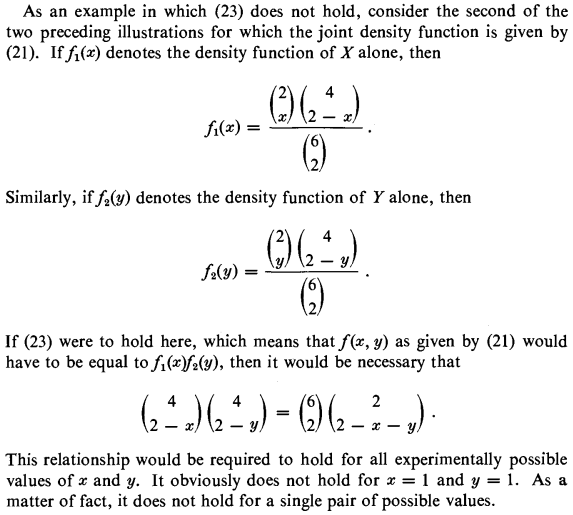 As an example in which (23) does not hold, consider the second of the
two preceding illustrations for which the joint density function is given by
(21). If f₁(x) denotes the density function of X alone, then
f₁(x) = \frac{\binom{2}{x}\binom{4}{2 - x}}{\binom{6}{2}} .
Similarly, if f₂(y) denotes the density function of Y alone, then
f₂(y) = \frac{\binom{2}{y}\binom{4}{2 - y}}{\binom{6}{2}} .
If (23) were to hold here, which means that f(x, y) as given by (21) would
have to be equal to f₁(x)f₂(y), then it would be necessary that
\binom{4}{2 - x}\binom{4}{2 - y} = \binom{6}{2}\binom{2}{2 - x - y} .
This relationship would be required to hold for all experimentally possible
values of x and y. It obviously does not hold for x = 1 and y = 1. As a
matter of fact, it does not hold for a single pair of possible values.